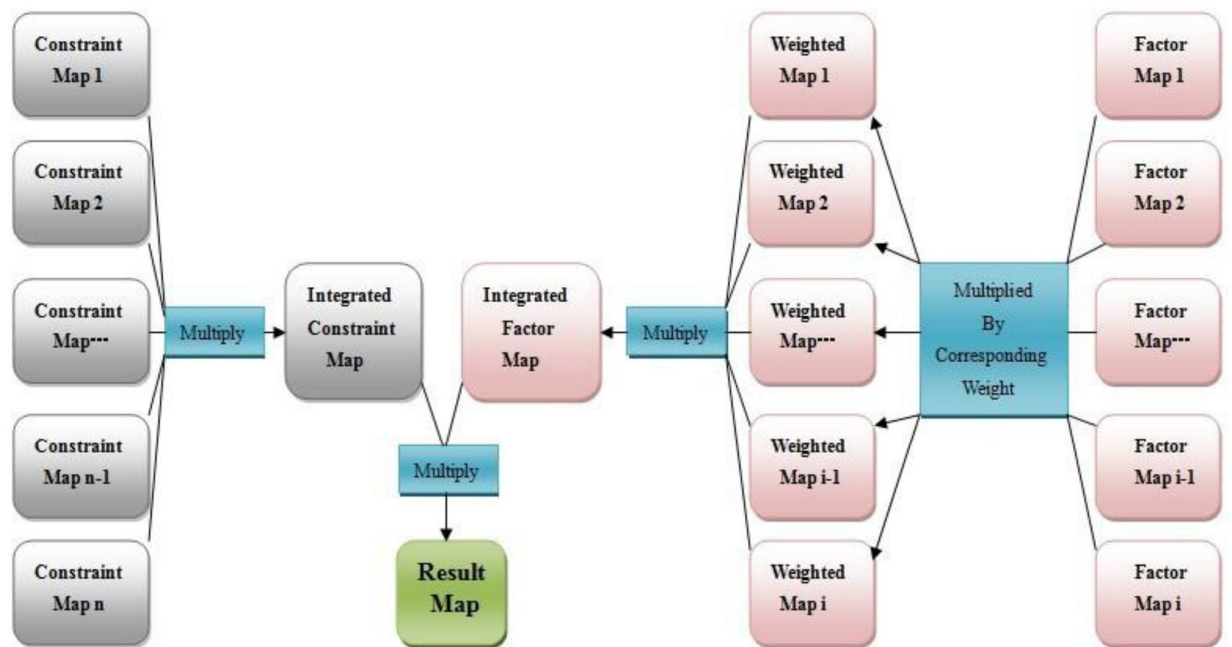 Constraint
Map 1
Constraint
Map 2
Constraint
Map---
Constraint
Map n-1
Constraint
Map n
Multiply
Integrated
Constraint
Map
Integrated
Factor
Map
Multiply
Result
Map
Multiply
Weighted
Map 1
Weighted
Map 2
Weighted
Map---
Weighted
Map i-1
Weighted
Map i
Multiplied
By
Corresponding
Weight
Factor
Map 1
Factor
Map 2
Factor
Map---
Factor
Map i-1
Factor
Map i